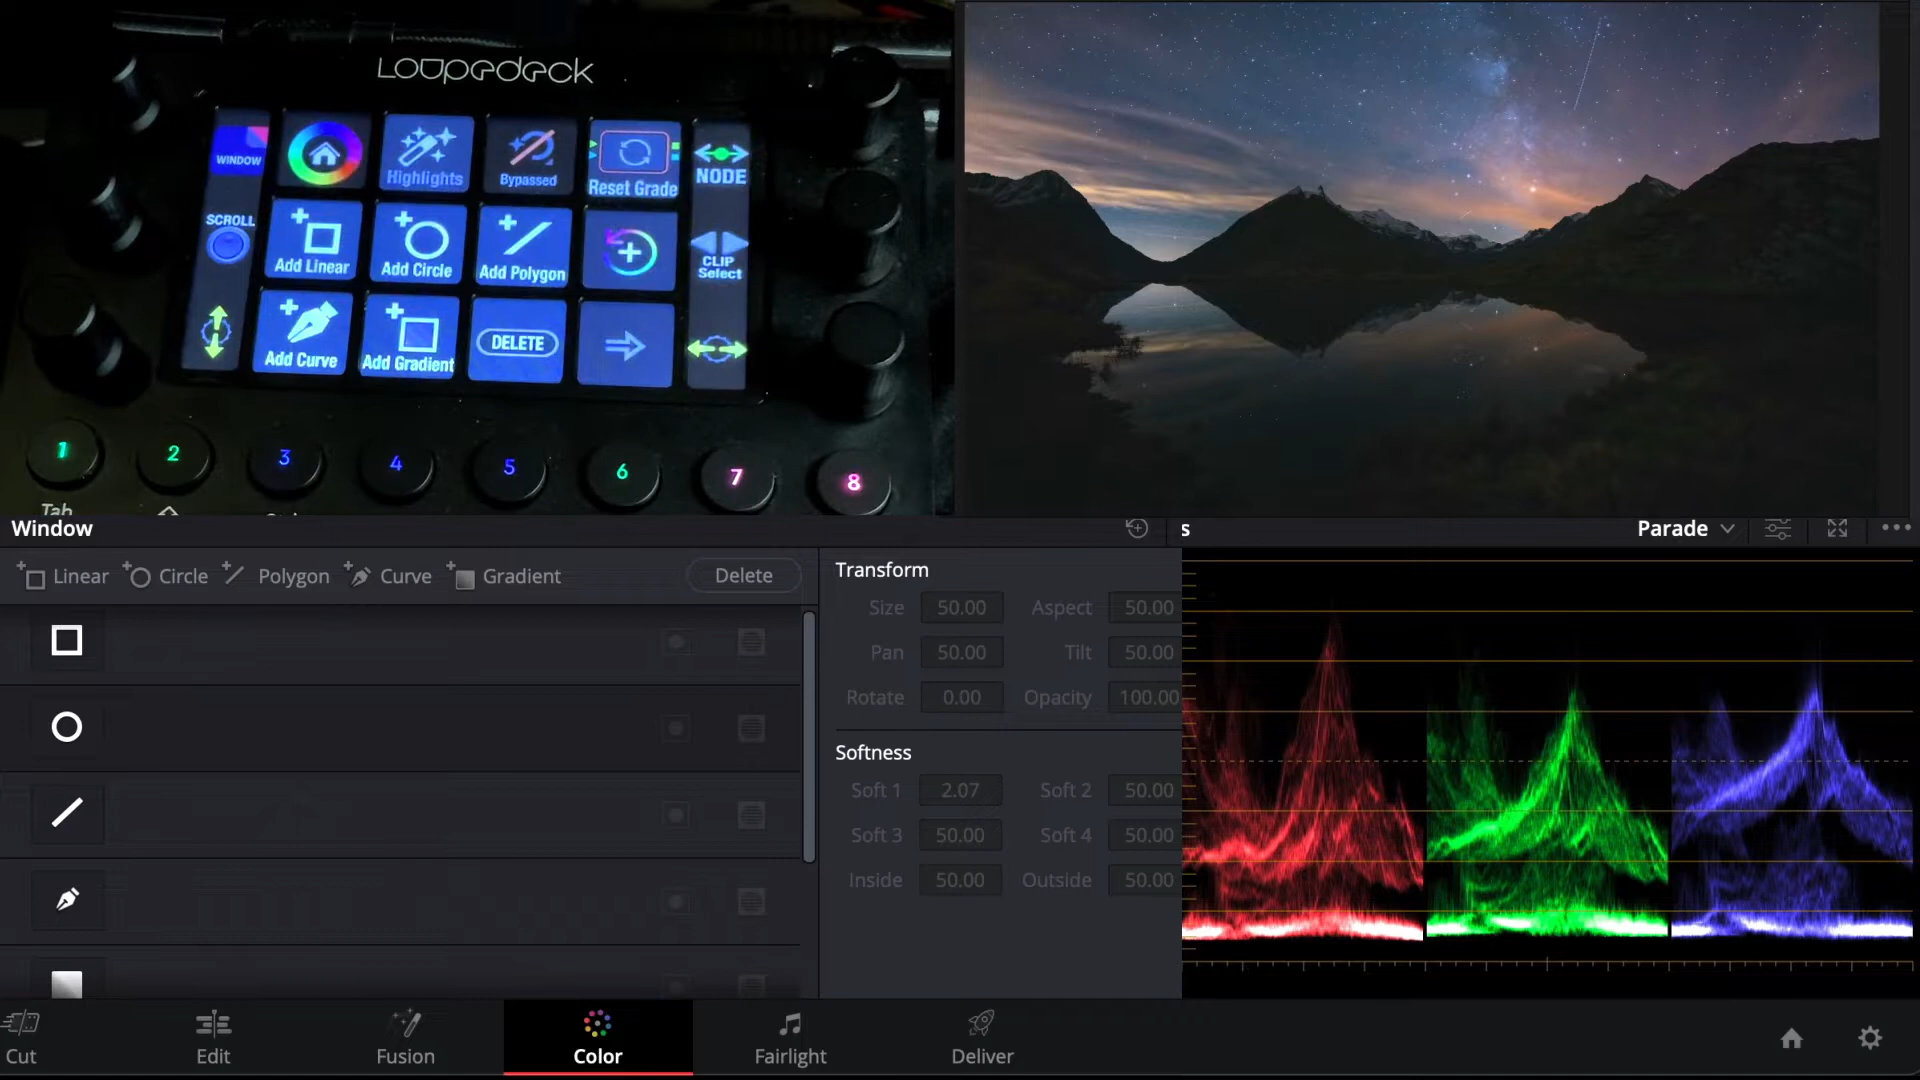 Loupedeck
WINDOW
Highlights
Bypassed
Reset Grade
NODE
SCROLL
Add Linear
Add Circle
Add Polygon
CLIP
Select
Add Curve
Add Gradient
DELETE
1 2 3 4 5 6 7 8
Tab
Window
s
Parade
Linear Circle Polygon Curve Gradient Delete
Transform
Size 50.00 Aspect 50.00
Pan 50.00 Tilt 50.00
Rotate 0.00 Opacity 100.00
Softness
Soft 1 2.07 Soft 2 50.00
Soft 3 50.00 Soft 4 50.00
Inside 50.00 Outside 50.00
Cut Edit Fusion Color Fairlight Deliver